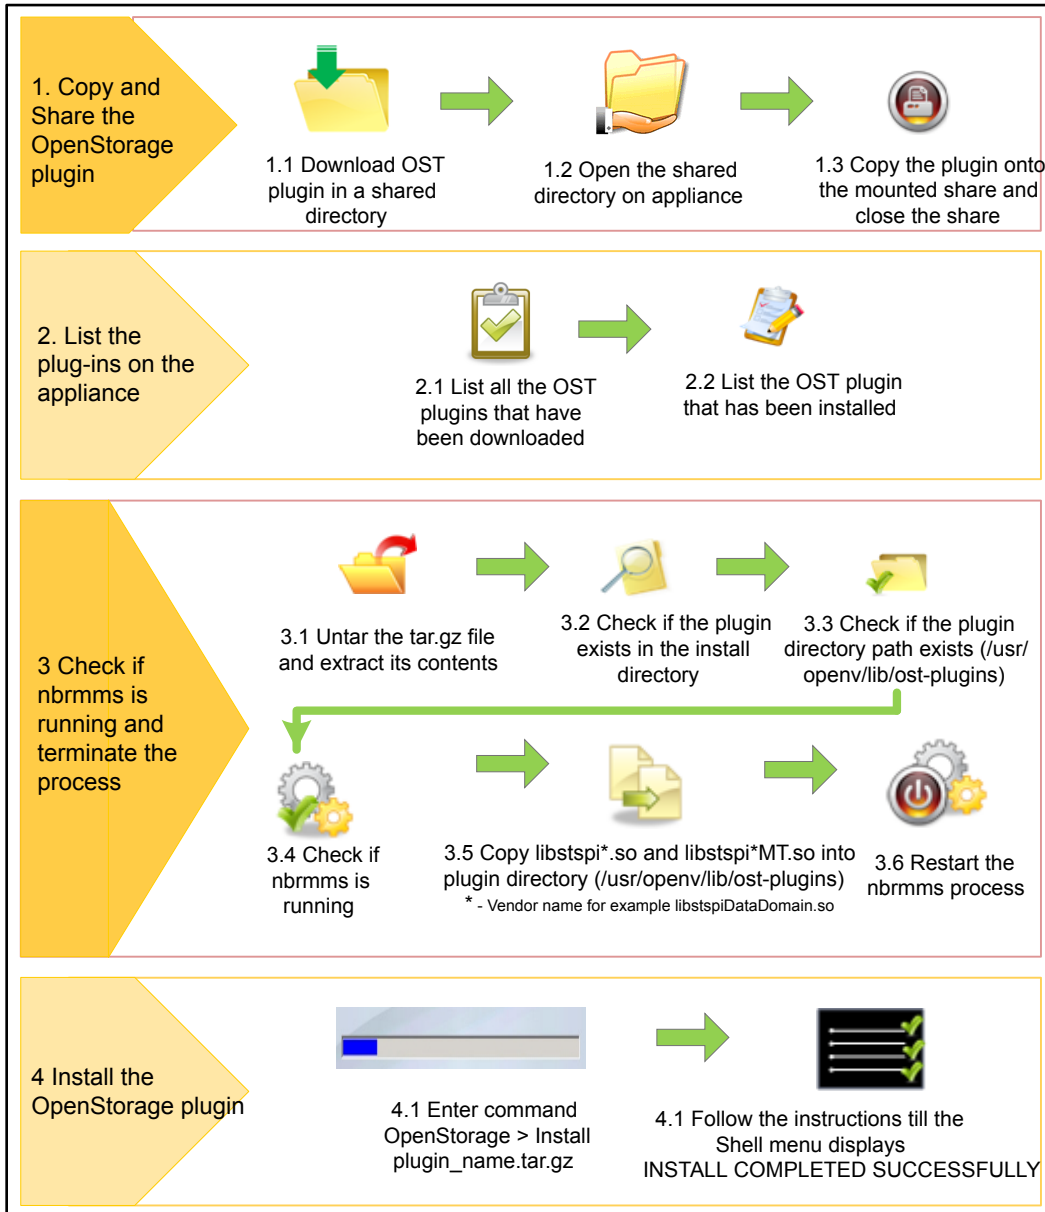 1. Copy and
Share the
OpenStorage
plugin
1.1 Download OST
plugin in a shared
directory
1.2 Open the shared
directory on appliance
1.3 Copy the plugin onto
the mounted share and
close the share
2. List the
plug-ins on the
appliance
2.1 List all the OST
plugins that have
been downloaded
2.2 List the OST plugin
that has been installed
3 Check if
nbrmms is
running and
terminate the
process
3.1 Untar the tar.gz file
and extract its contents
3.2 Check if the plugin
exists in the install
directory
3.3 Check if the plugin
directory path exists (/usr/
openv/lib/ost-plugins)
3.4 Check if
nbrmms is
running
3.5 Copy libstspi*.so and libstspi*MT.so into
plugin directory (/usr/openv/lib/ost-plugins)
* - Vendor name for example libstspiDataDomain.so
3.6 Restart the
nbrmms process
4 Install the
OpenStorage plugin
4.1 Enter command
OpenStorage > Install
plugin_name.tar.gz
4.1 Follow the instructions till the
Shell menu displays
INSTALL COMPLETED SUCCESSFULLY